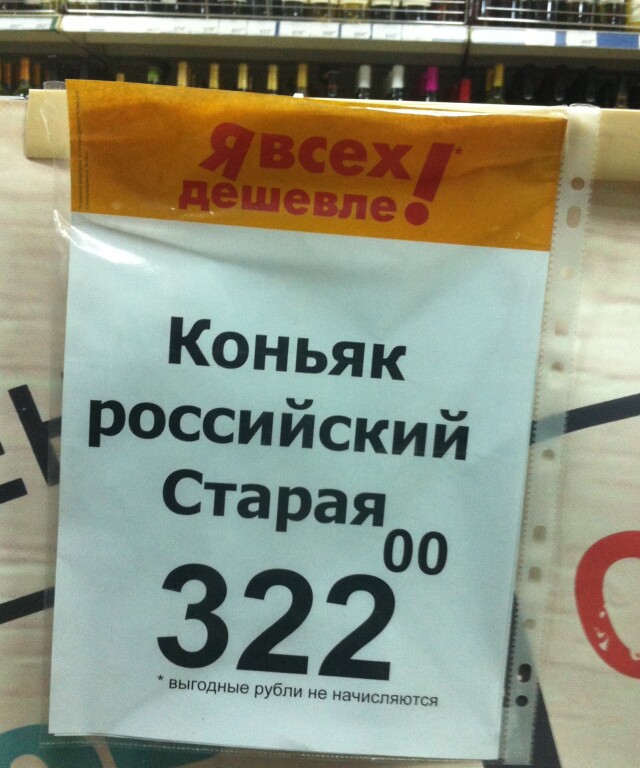 Я всех!*
дешевле
Коньяк
российский
Старая
322 00
* выгодные рубли не начисляются